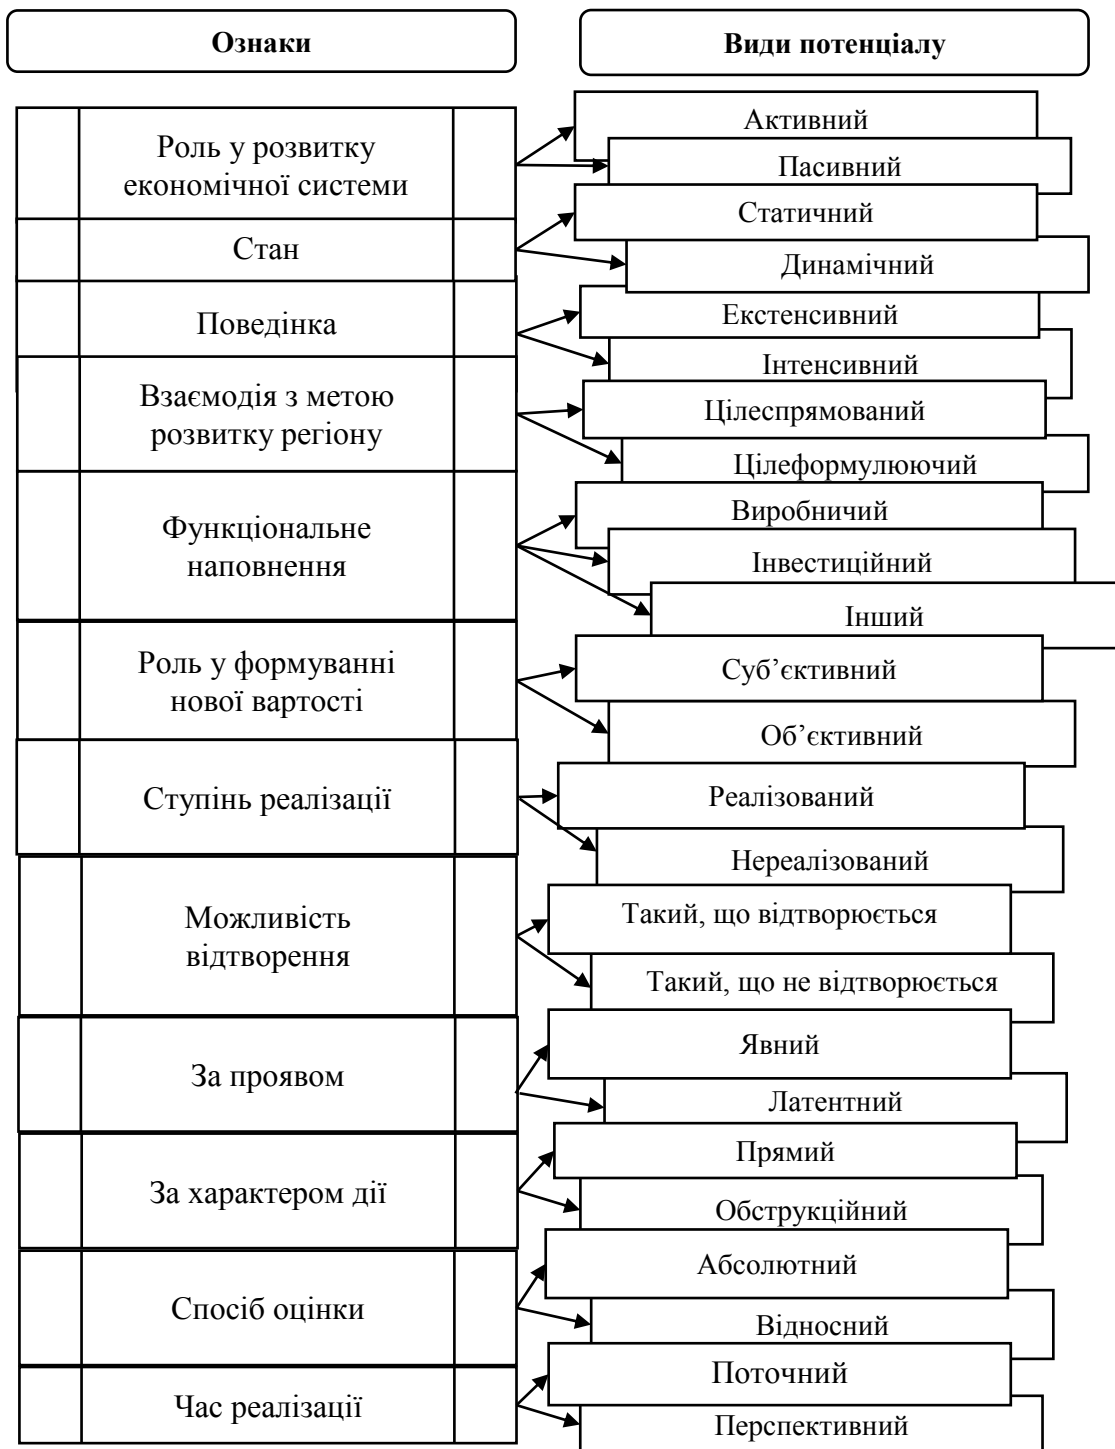 Ознаки
Види потенціалу
Роль у розвитку
економічної системи
Активний
Пасивний
Стан
Статичний
Динамічний
Поведінка
Екстенсивний
Інтенсивний
Взаємодія з метою
розвитку регіону
Цілеспрямований
Цілеформулюючий
Функціональне
наповнення
Виробничий
Інвестиційний
Інший
Роль у формуванні
нової вартості
Суб’єктивний
Об’єктивний
Ступінь реалізації
Реалізований
Нереалізований
Можливість
відтворення
Такий, що відтворюється
Такий, що не відтворюється
За проявом
Явний
Латентний
За характером дії
Прямий
Обструкційний
Спосіб оцінки
Абсолютний
Відносний
Час реалізації
Поточний
Перспективний